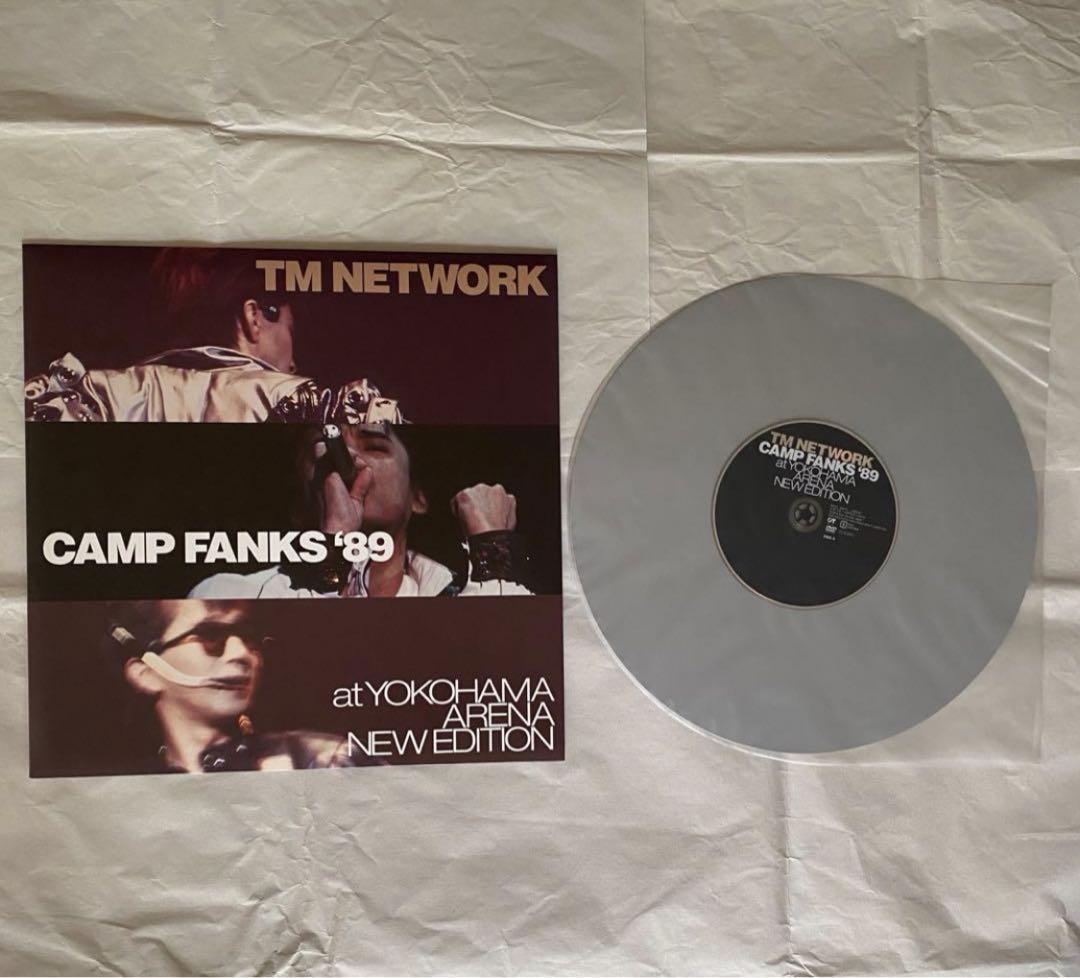 TM NETWORK
CAMP FANKS '89
at YOKOHAMA
ARENA
NEW EDITION
TM NETWORK
CAMP FANKS '89
at YOKOHAMA
ARENA
NEW EDITION